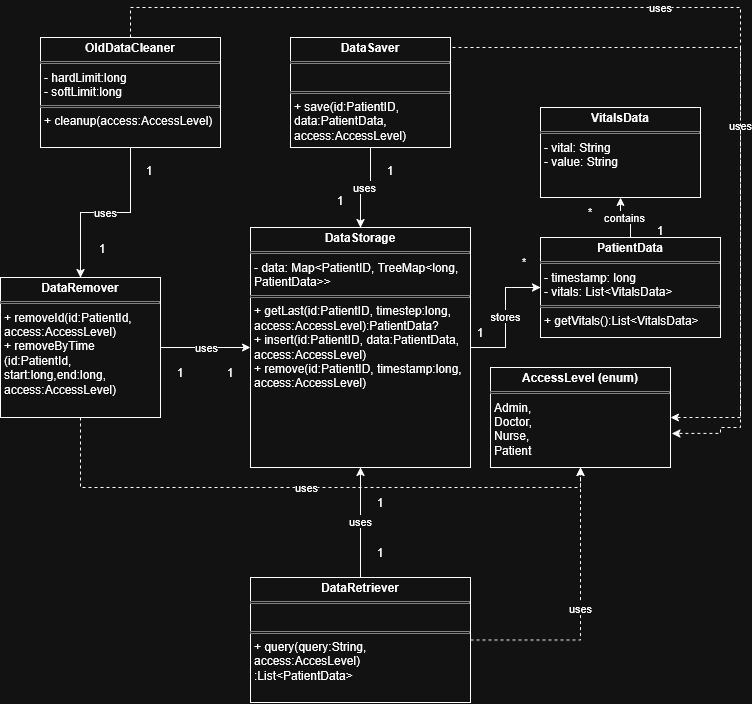 uses
OldDataCleaner
- hardLimit:long
- softLimit:long
+ cleanup(access:AccessLevel)
DataSaver
+ save(id:PatientID,
data:PatientData,
access:AccessLevel)
uses
VitalsData
- vital: String
- value: String
1
uses
1
1
uses
1
*
contains
1
DataStorage
- data: Map<PatientID, TreeMap<long,
PatientData>>
+ getLast(id:PatientID, timestep:long,
access:AccessLevel):PatientData?
+ insert(id:PatientID, data:PatientData,
access:AccessLevel)
+ remove(id:PatientID, timestamp:long,
access:AccessLevel)
PatientData
- timestamp: long
- vitals: List<VitalsData>
+ getVitals():List<VitalsData>
*
stores
1
DataRemover
+ removeId(id:PatientId,
access:AccessLevel)
+ removeByTime
(id:PatientId,
start:long,end:long,
access:AccessLevel)
uses
1
1
AccessLevel (enum)
Admin,
Doctor,
Nurse,
Patient
uses
1
uses
1
DataRetriever
+ query(query:String,
access:AccesLevel)
:List<PatientData>
uses